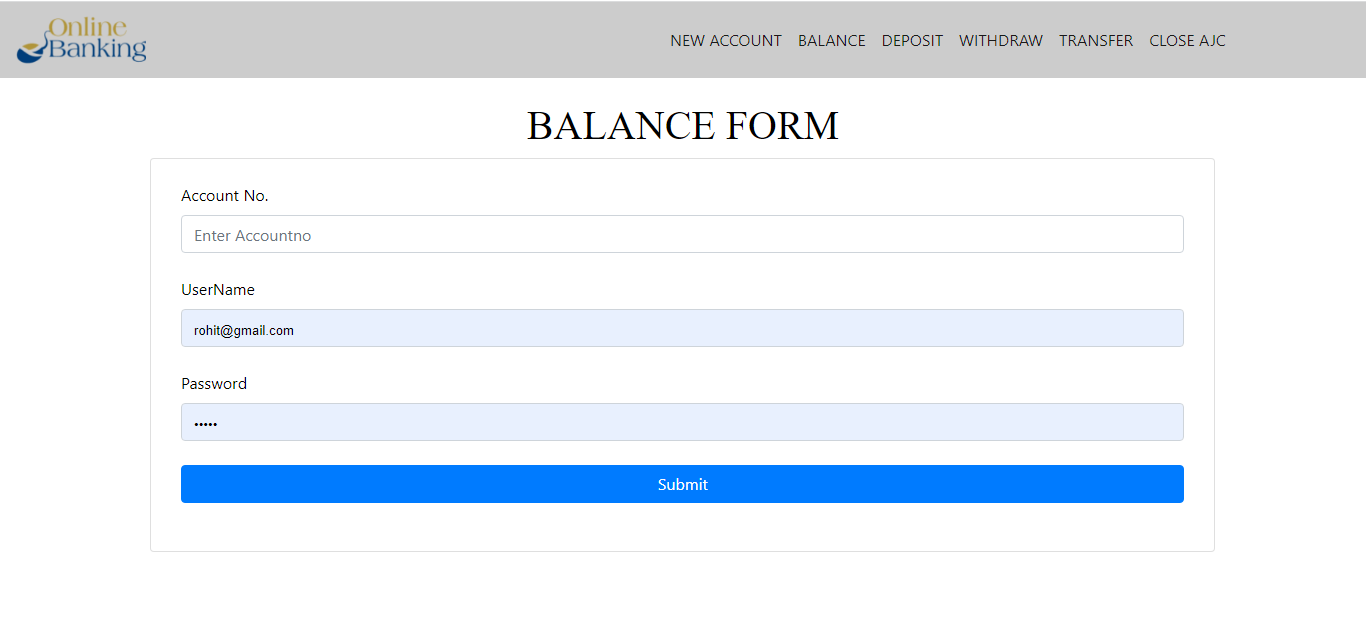 Online
Banking
NEW ACCOUNT BALANCE DEPOSIT WITHDRAW TRANSFER CLOSE AJC
BALANCE FORM
Account No.
Enter Accountno
UserName
rohit@gmail.com
Password
•••••
Submit